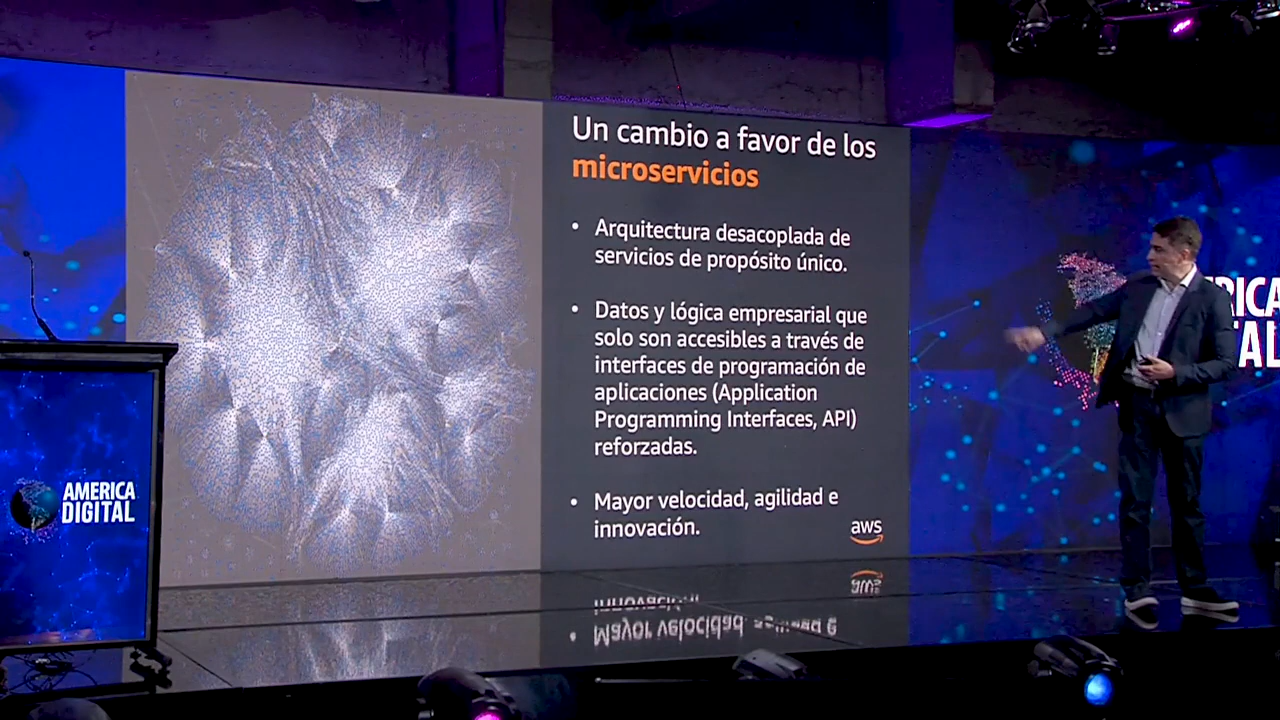 Un cambio a favor de los
microservicios
• Arquitectura desacoplada de
servicios de propósito único.
• Datos y lógica empresarial que
solo son accesibles a través de
interfaces de programación de
aplicaciones (Application
Programming Interfaces, API)
reforzadas.
• Mayor velocidad, agilidad e
innovación.
aws
AMERICA
DIGITAL
RICA
TAL